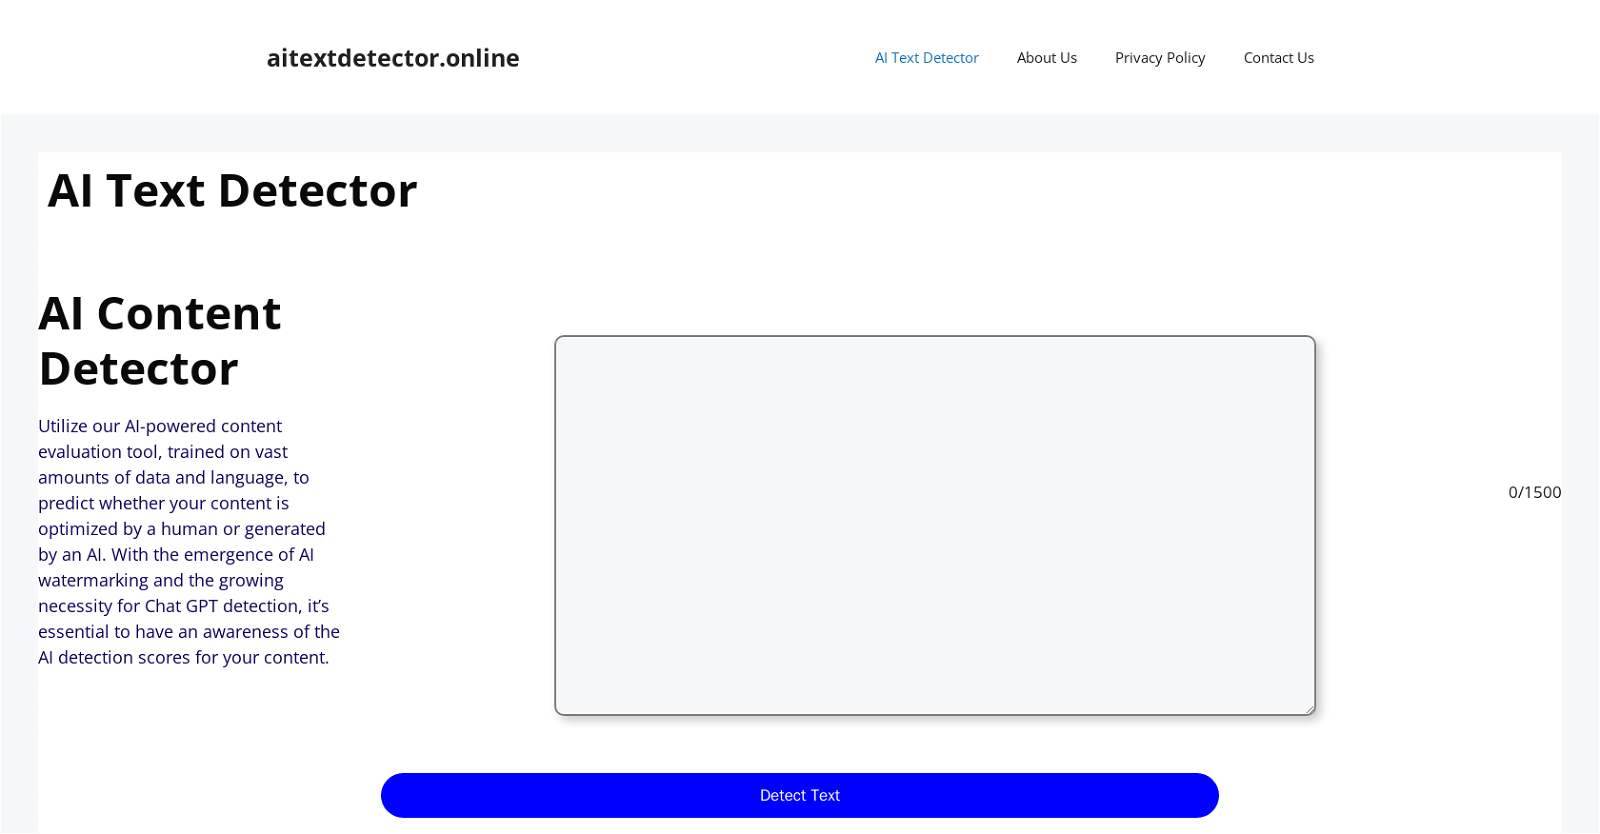 aitextdetector.online
AI Text Detector
About Us
Privacy Policy
Contact Us
AI Text Detector
AI Content
Detector
Utilize our AI-powered content
evaluation tool, trained on vast
amounts of data and language, to
predict whether your content is
optimized by a human or generated
by an AI. With the emergence of AI
watermarking and the growing
necessity for Chat GPT detection, it’s
essential to have an awareness of the
AI detection scores for your content.
0/1500
Detect Text